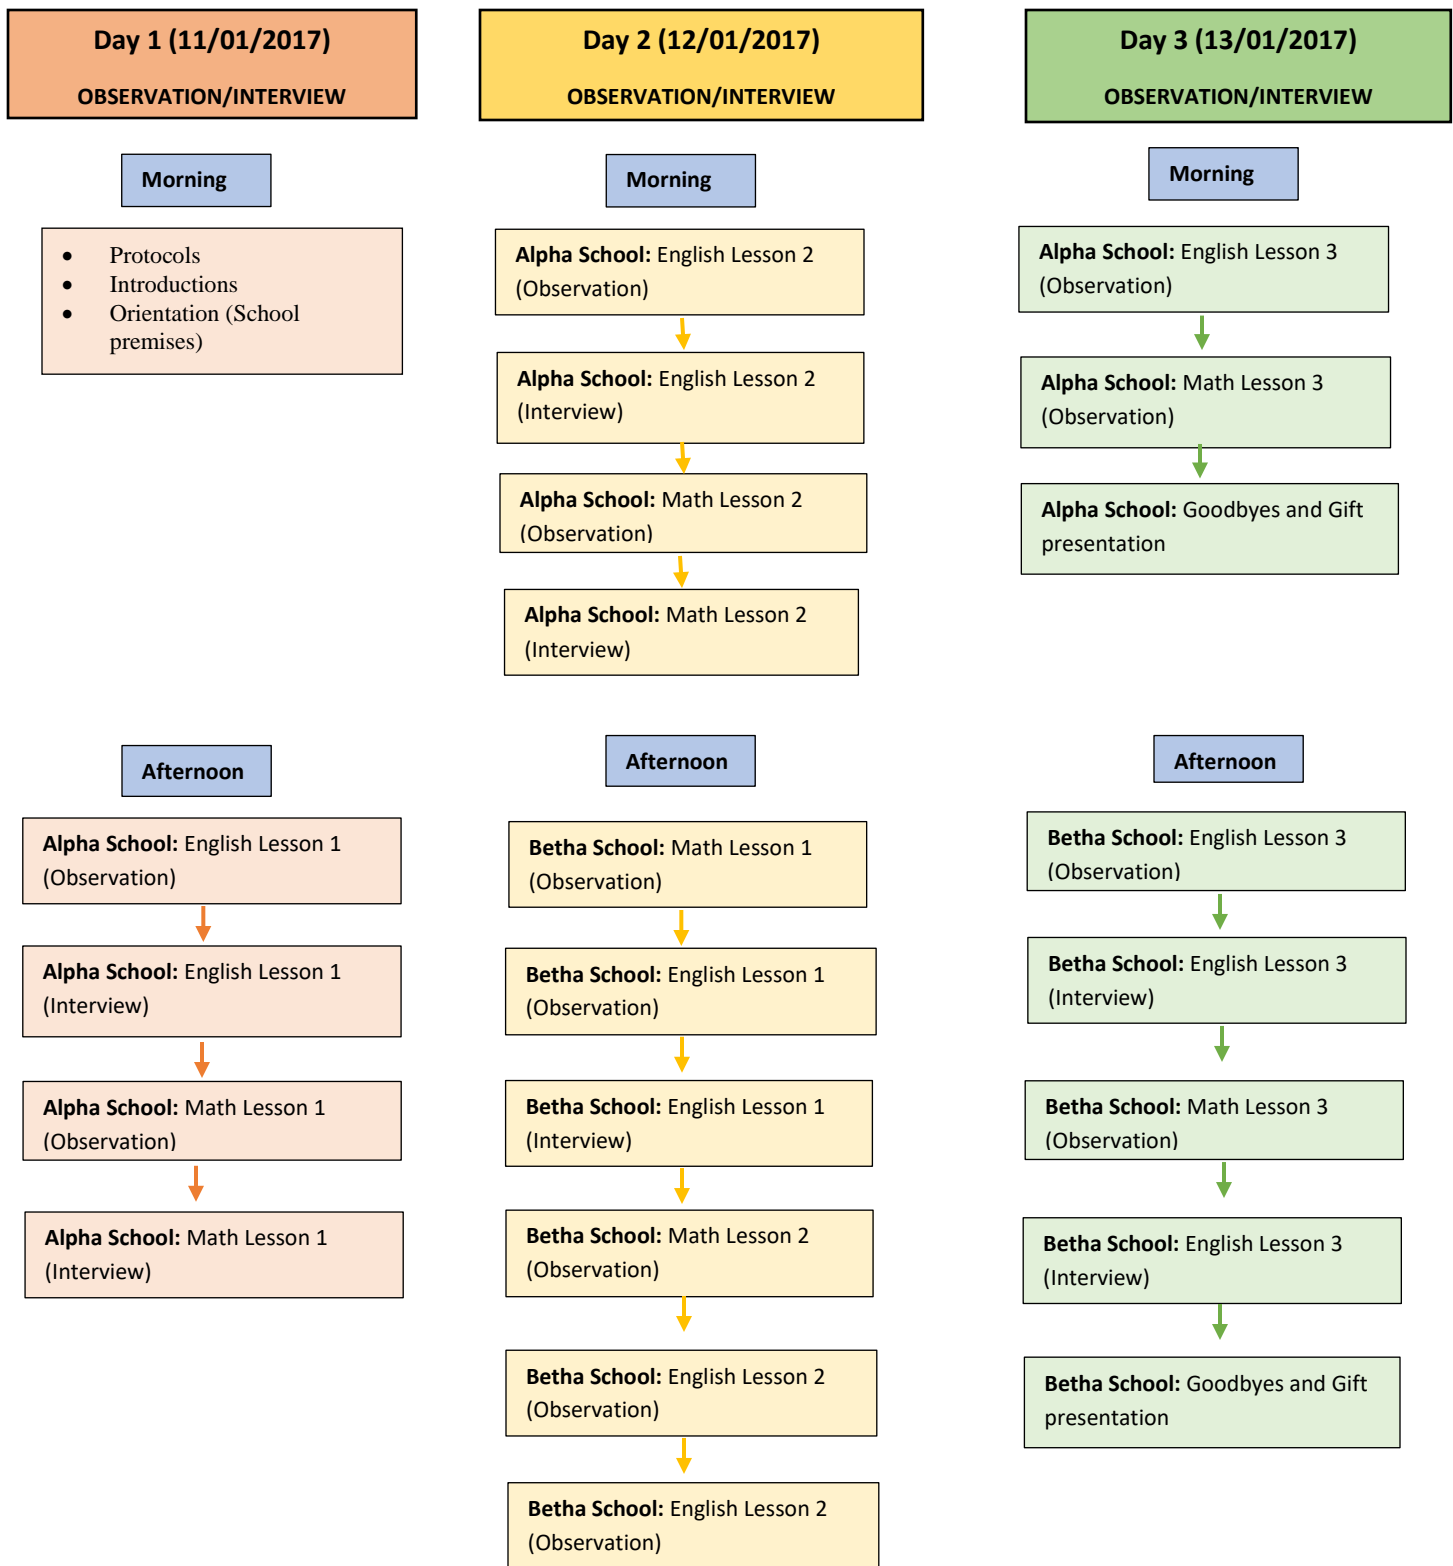 Day 1 (11/01/2017)
OBSERVATION/INTERVIEW
Morning
• Protocols
• Introductions
• Orientation (School
premises)
Afternoon
Alpha School: English Lesson 1
(Observation)
Alpha School: English Lesson 1
(Interview)
Alpha School: Math Lesson 1
(Observation)
Alpha School: Math Lesson 1
(Interview)
Day 2 (12/01/2017)
OBSERVATION/INTERVIEW
Morning
Alpha School: English Lesson 2
(Observation)
Alpha School: English Lesson 2
(Interview)
Alpha School: Math Lesson 2
(Observation)
Alpha School: Math Lesson 2
(Interview)
Afternoon
Betha School: Math Lesson 1
(Observation)
Betha School: English Lesson 1
(Observation)
Betha School: English Lesson 1
(Interview)
Betha School: Math Lesson 2
(Observation)
Betha School: English Lesson 2
(Observation)
Betha School: English Lesson 2
(Observation)
Day 3 (13/01/2017)
OBSERVATION/INTERVIEW
Morning
Alpha School: English Lesson 3
(Observation)
Alpha School: Math Lesson 3
(Observation)
Alpha School: Goodbyes and Gift
presentation
Afternoon
Betha School: English Lesson 3
(Observation)
Betha School: English Lesson 3
(Interview)
Betha School: Math Lesson 3
(Observation)
Betha School: English Lesson 3
(Interview)
Betha School: Goodbyes and Gift
presentation